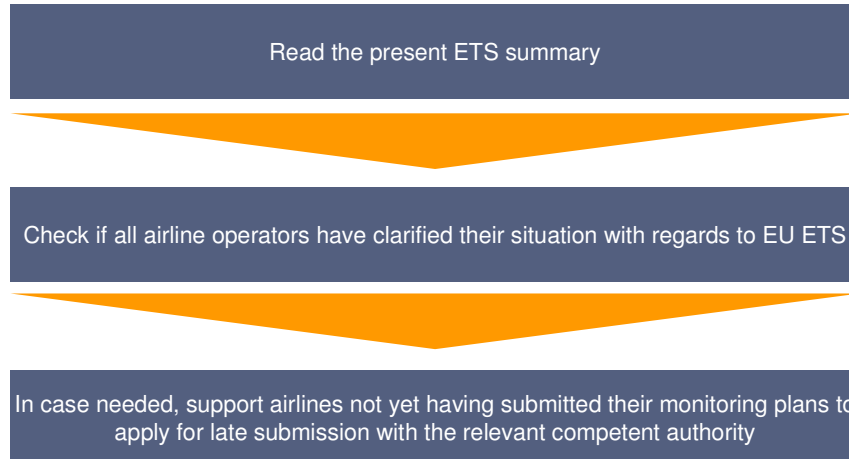 Read the present ETS summary
Check if all airline operators have clarified their situation with regards to EU ETS
In case needed, support airlines not yet having submitted their monitoring plans to
apply for late submission with the relevant competent authority